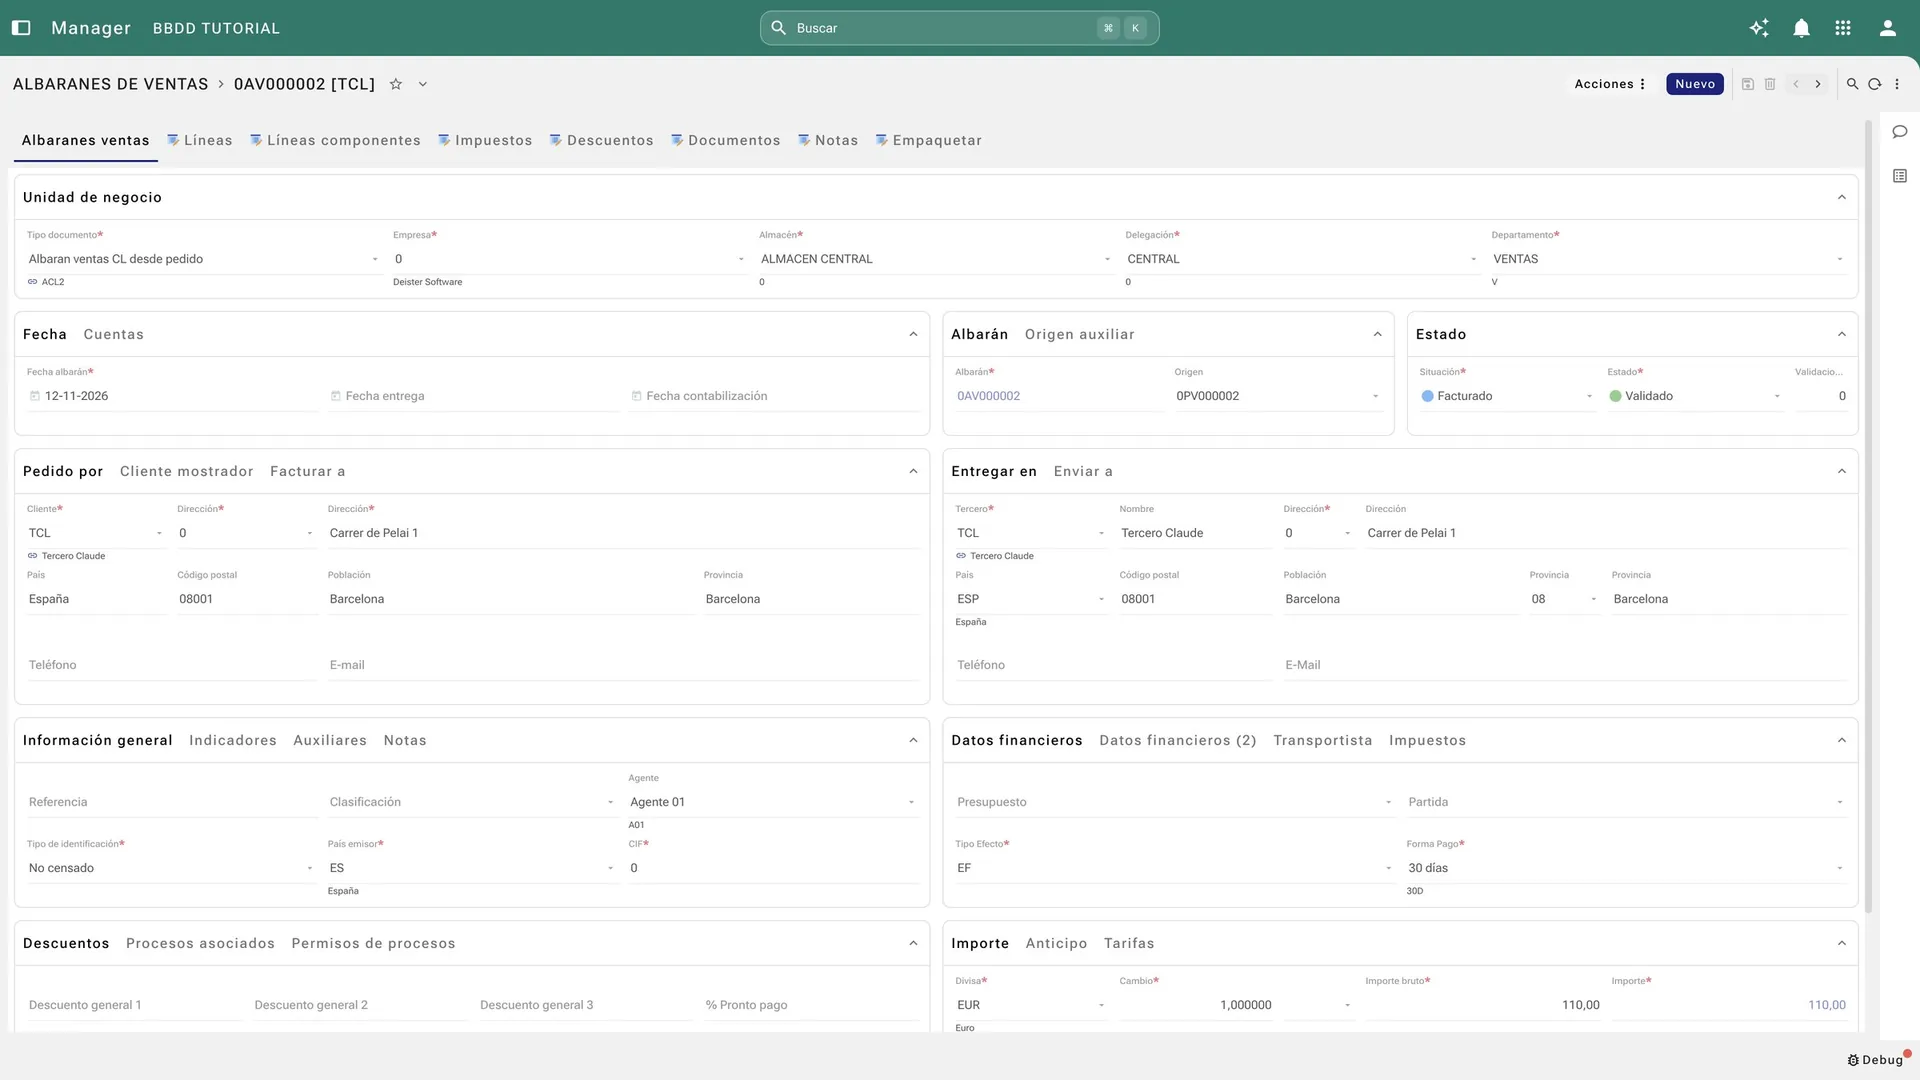 Manager BBDD TUTORIAL Buscar ⌘ K
ALBARANES DE VENTAS > 0AV000002 [TCL] Acciones Nuevo
Albaranes ventas Líneas Líneas componentes Impuestos Descuentos Documentos Notas Empaquetar
Unidad de negocio
Tipo documento* Empresa* Almacén* Delegación* Departamento*
Albaran ventas CL desde pedido 0 ALMACEN CENTRAL CENTRAL VENTAS
ACL2 Deister Software 0 0 V
Fecha Cuentas
Fecha albarán*
12-11-2026 Fecha entrega Fecha contabilización
Albarán Origen auxiliar
Albarán* Origen
0AV000002 0PV000002
Estado
Situación* Estado* Validacio...
Facturado Validado 0
Pedido por Cliente mostrador Facturar a
Cliente* Dirección* Dirección*
TCL 0 Carrer de Pelai 1
Tercero Claude
País Código postal Población Provincia
España 08001 Barcelona Barcelona
Teléfono E-mail
Entregar en Enviar a
Tercero* Nombre Dirección* Dirección
TCL Tercero Claude 0 Carrer de Pelai 1
Tercero Claude
País Código postal Población Provincia Provincia
ESP 08001 Barcelona 08 Barcelona
España
Teléfono E-Mail
Información general Indicadores Auxiliares Notas
Agente
Referencia Clasificación Agente 01
A01
Tipo de identificación* País emisor* CIF*
No censado ES 0
España
Datos financieros Datos financieros (2) Transportista Impuestos
Presupuesto Partida
Tipo Efecto* Forma Pago*
EF 30 días
30D
Descuentos Procesos asociados Permisos de procesos
Descuento general 1 Descuento general 2 Descuento general 3 % Pronto pago
Importe Anticipo Tarifas
Divisa* Cambio* Importe bruto* Importe*
EUR 1,000000 110,00 110,00
Euro
Debug